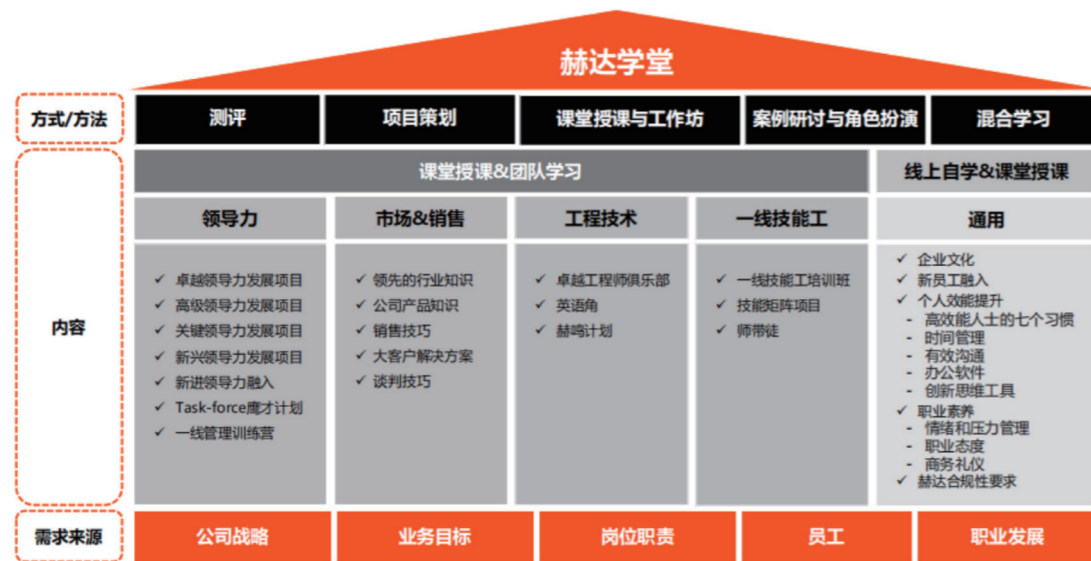 赫达学堂
方式/方法
测评
项目策划
课堂授课与工作坊
案例研讨与角色扮演
混合学习
内容
课堂授课&团队学习
线上自学&课堂授课
领导力
✓ 卓越领导力发展项目
✓ 高级领导力发展项目
✓ 关键领导力发展项目
✓ 新兴领导力发展项目
✓ 新进领导力融入
✓ Task-force鹰才计划
✓ 一线管理训练营
市场&销售
✓ 领先的行业知识
✓ 公司产品知识
✓ 销售技巧
✓ 大客户解决方案
✓ 谈判技巧
工程技术
✓ 卓越工程师俱乐部
✓ 英语角
✓ 赫鸣计划
一线技能工
✓ 一线技能工培训班
✓ 技能矩阵项目
✓ 师带徒
通用
✓ 企业文化
✓ 新员工融入
✓ 个人效能提升
- 高效能人士的七个习惯
- 时间管理
- 有效沟通
- 办公软件
- 创新思维工具
✓ 职业素养
- 情绪和压力管理
- 职业态度
- 商务礼仪
✓ 赫达合规性要求
需求来源
公司战略
业务目标
岗位职责
员工
职业发展